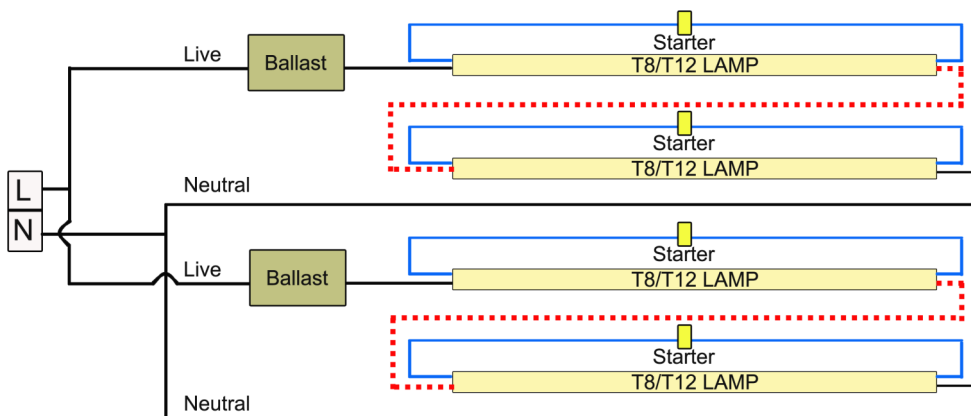 Starter
Live
Ballast
T8/T12 LAMP
Starter
L
T8/T12 LAMP
Neutral
N
Starter
Live
Ballast
T8/T12 LAMP
Starter
T8/T12 LAMP
Neutral